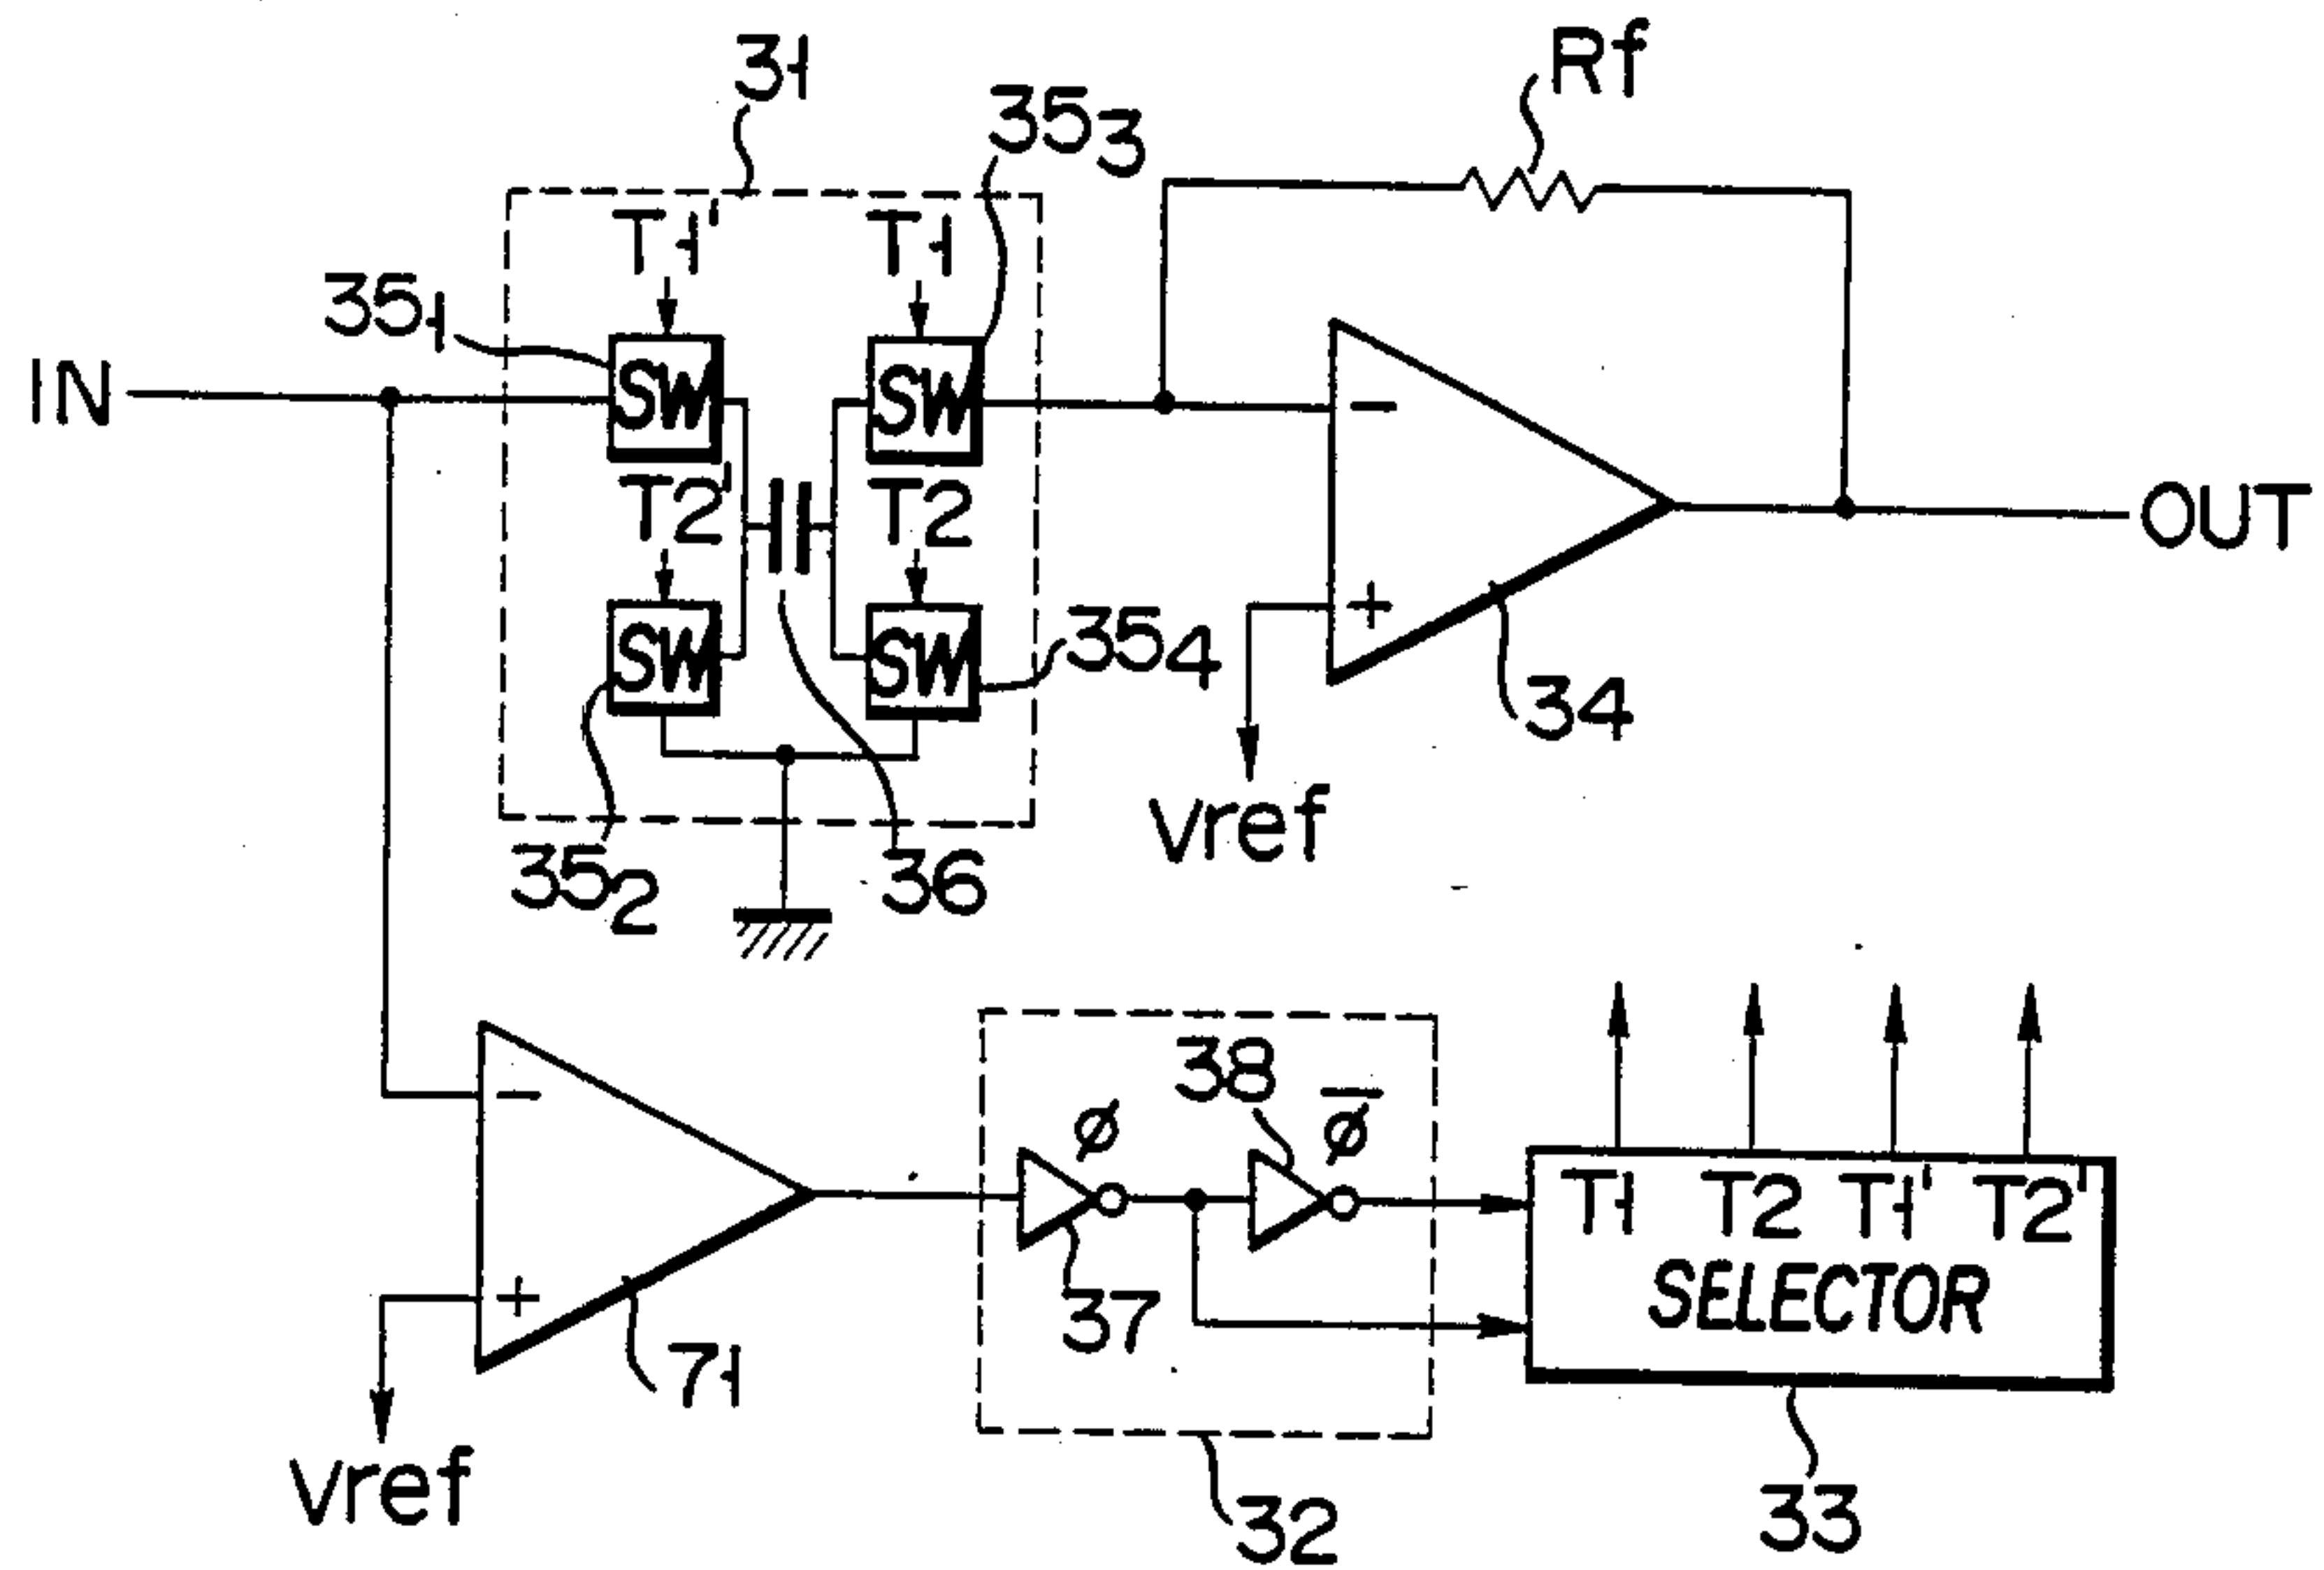 31
Rf
35₃
T1'
T1
35₁
IN
SW
SW
−
T2'
T2
OUT
+
SW
SW
35₄
34
Vref
35₂
36
38
ø
ø̅
−
T1 T2 T1' T2'
SELECTOR
+
37
71
Vref
32
33